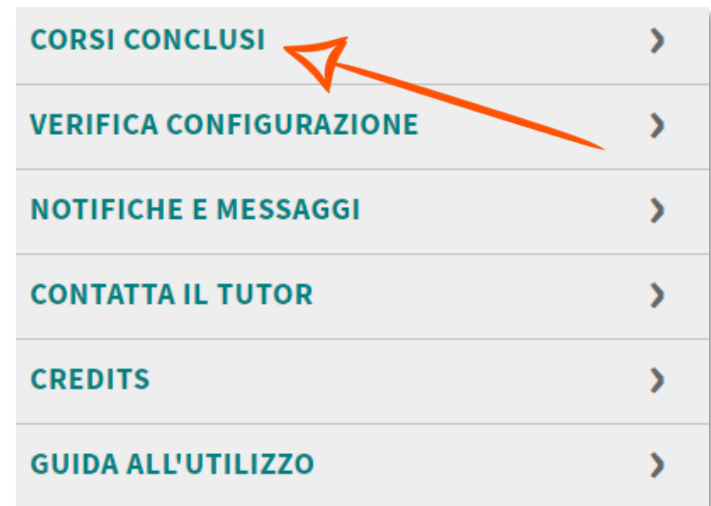 CORSI CONCLUSI
VERIFICA CONFIGURAZIONE
NOTIFICHE E MESSAGGI
CONTATTA IL TUTOR
CREDITS
GUIDA ALL'UTILIZZO